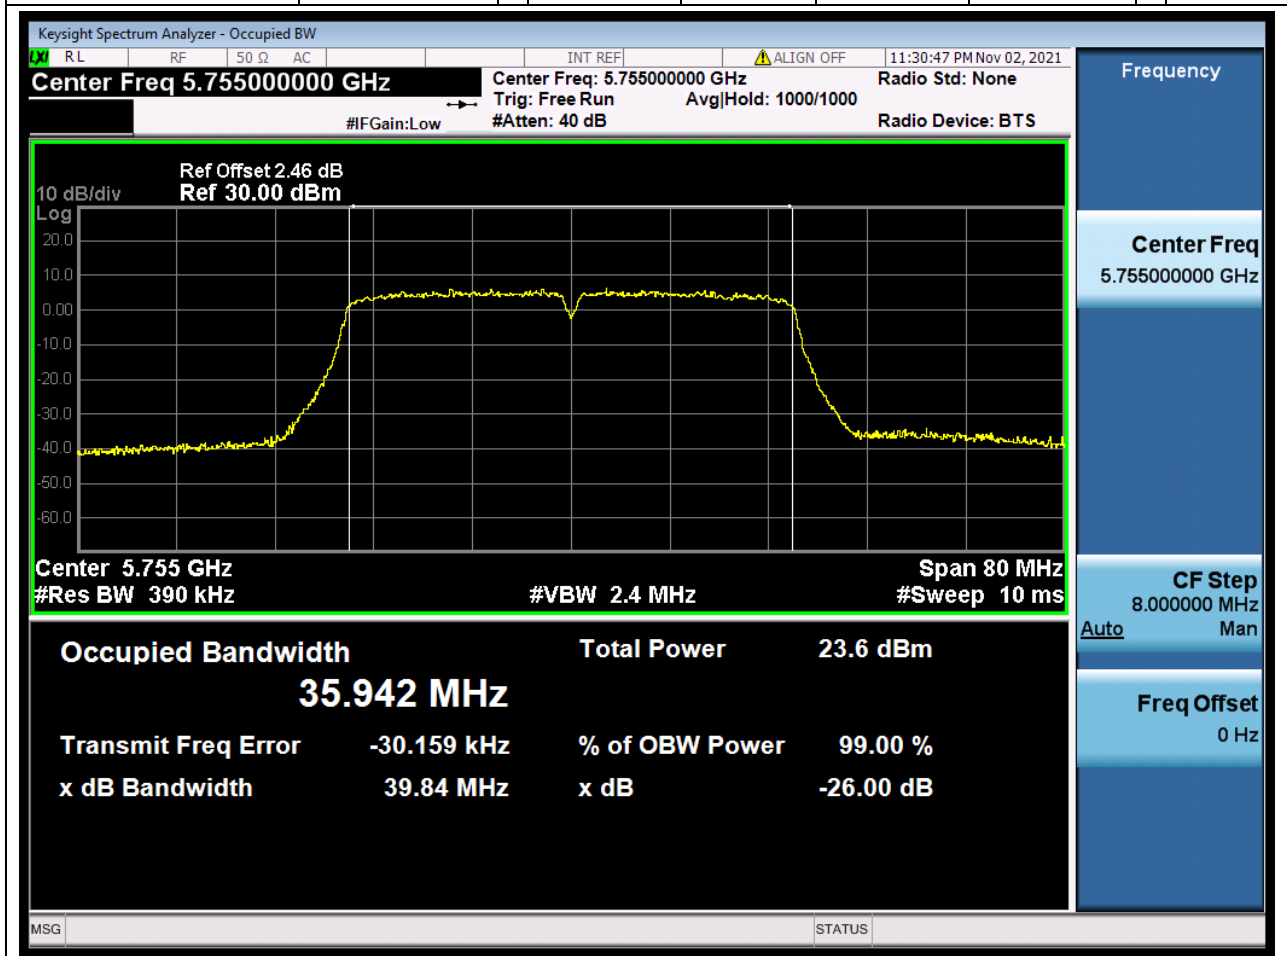 Keysight Spectrum Analyzer - Occupied BW
LXI RL RF 50 Ω AC INT REF ALIGN OFF 11:30:47 PM Nov 02, 2021
Center Freq 5.755000000 GHz
Center Freq: 5.755000000 GHz Radio Std: None
Trig: Free Run Avg|Hold: 1000/1000
#IFGain:Low #Atten: 40 dB Radio Device: BTS
Ref Offset 2.46 dB
10 dB/div Ref 30.00 dBm
Log
20.0
10.0
0.00
-10.0
-20.0
-30.0
-40.0
-50.0
-60.0
Center 5.755 GHz Span 80 MHz
#Res BW 390 kHz #VBW 2.4 MHz #Sweep 10 ms
Occupied Bandwidth Total Power 23.6 dBm
35.942 MHz
Transmit Freq Error -30.159 kHz % of OBW Power 99.00 %
x dB Bandwidth 39.84 MHz x dB -26.00 dB
MSG STATUS
Frequency
Center Freq
5.755000000 GHz
CF Step
8.000000 MHz
Auto Man
Freq Offset
0 Hz